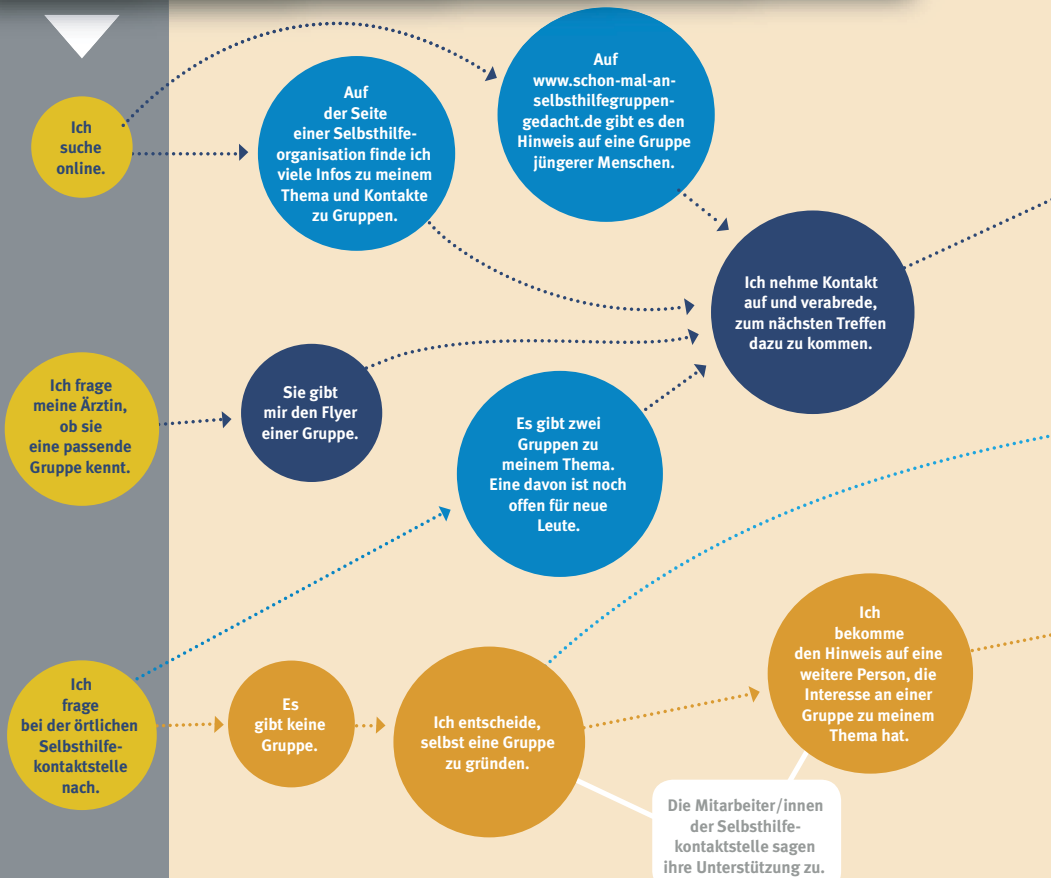 Ich
suche
online.
Auf
der Seite
einer Selbsthilfe-
organisation finde ich
viele Infos zu meinem
Thema und Kontakte
zu Gruppen.
Auf
www.schon-mal-an-
selbsthilfegruppen-
gedacht.de gibt es den
Hinweis auf eine Gruppe
jüngerer Menschen.
Ich nehme Kontakt
auf und verabrede,
zum nächsten Treffen
dazu zu kommen.
Ich frage
meine Ärztin,
ob sie
eine passende
Gruppe kennt.
Sie gibt
mir den Flyer
einer Gruppe.
Es gibt zwei
Gruppen zu
meinem Thema.
Eine davon ist noch
offen für neue
Leute.
Ich
frage
bei der örtlichen
Selbsthilfe-
kontaktstelle
nach.
Es
gibt keine
Gruppe.
Ich entscheide,
selbst eine Gruppe
zu gründen.
Ich
bekomme
den Hinweis auf eine
weitere Person, die
Interesse an einer
Gruppe zu meinem
Thema hat.
Die Mitarbeiter/innen
der Selbsthilfe-
kontaktstelle sagen
ihre Unterstützung zu.